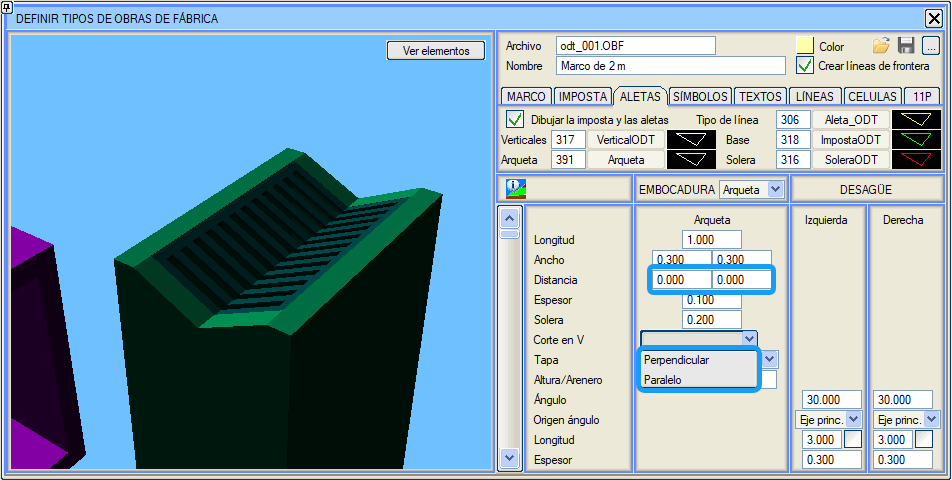 DEFINIR TIPOS DE OBRAS DE FÁBRICA
Ver elementos
Archivo odt_001.OBF Color ...
Nombre Marco de 2 m Crear líneas de frontera
MARCO IMPOSTA ALETAS SÍMBOLOS TEXTOS LÍNEAS CELULAS 11P
Dibujar la imposta y las aletas Tipo de línea 306 Aleta_ODT
Verticales 317 VerticalODT Base 318 ImpostaODT
Arqueta 391 Arqueta Solera 316 SoleraODT
EMBOCADURA Arqueta DESAGÜE
Arqueta Izquierda Derecha
Longitud 1.000
Ancho 0.300 0.300
Distancia 0.000 0.000
Espesor 0.100
Solera 0.200
Corte en V
Tapa Perpendicular
Altura/Arenero Paralelo
Ángulo 30.000 30.000
Origen ángulo Eje princ. Eje princ.
Longitud 3.000 3.000
Espesor 0.300 0.300